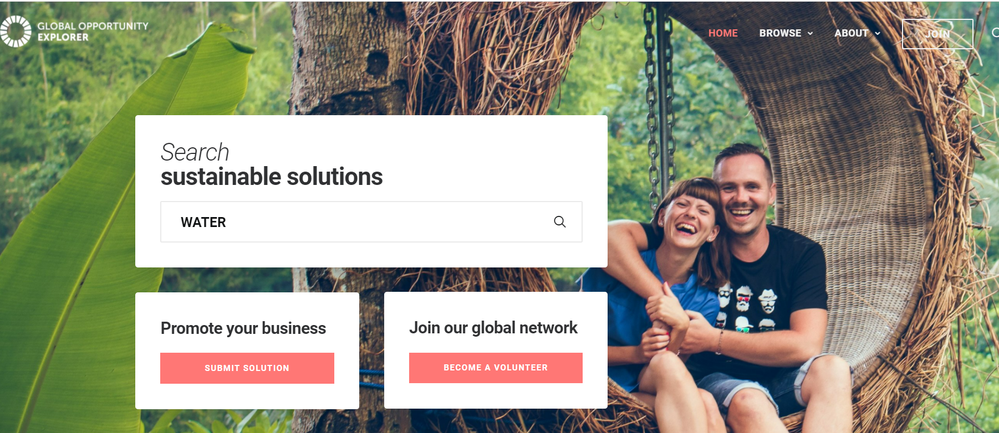 GLOBAL OPPORTUNITY
EXPLORER
HOME
BROWSE
ABOUT
JOIN
Search
sustainable solutions
WATER
Promote your business
SUBMIT SOLUTION
Join our global network
BECOME A VOLUNTEER